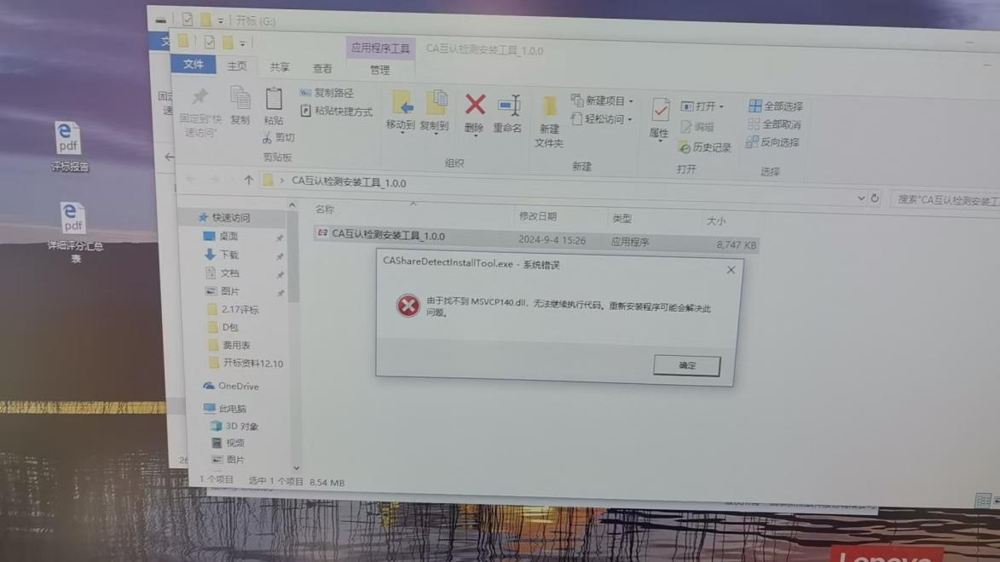 开标 (G:)
应用程序工具
CA互认检测安装工具_1.0.0
文件
主页
共享
查看
管理
固定到"快
速访问"
复制
粘贴
复制路径
粘贴快捷方式
剪切
剪贴板
移动到
复制到
删除
重命名
组织
新建
文件夹
新建项目
轻松访问
新建
属性
打开
编辑
历史记录
打开
全部选择
全部取消
反向选择
选择
CA互认检测安装工具_1.0.0
搜索"CA互认检测安装工
名称
修改日期
类型
大小
CA互认检测安装工具_1.0.0
2024-9-4 15:26
应用程序
8,747 KB
快速访问
桌面
下载
文档
图片
2.17评标
D包
费用表
开标资料12.10
OneDrive
此电脑
3D 对象
视频
图片
1 个项目
选中 1 个项目
8.54 MB
CAShareDetectInstallTool.exe - 系统错误
由于找不到 MSVCP140.dll，无法继续执行代码。重新安装程序可能会解决此
问题。
确定
pdf
评标报告
pdf
详细评分汇总
表
Lenovo